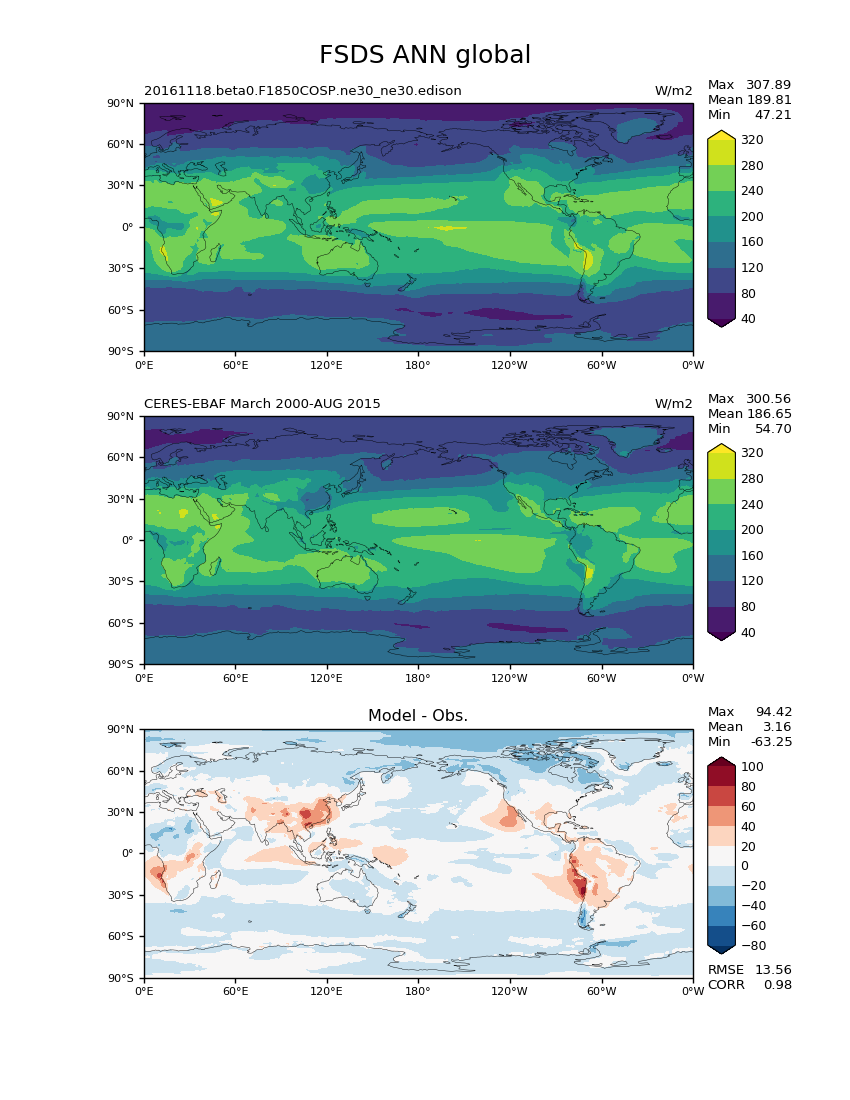 FSDS ANN global
20161118.beta0.F1850COSP.ne30_ne30.edison W/m2
Max 307.89
Mean 189.81
Min 47.21
90°N
60°N
30°N
0°
30°S
60°S
90°S
0°E 60°E 120°E 180° 120°W 60°W 0°W
320
280
240
200
160
120
80
40
CERES-EBAF March 2000-AUG 2015 W/m2
Max 300.56
Mean 186.65
Min 54.70
90°N
60°N
30°N
0°
30°S
60°S
90°S
0°E 60°E 120°E 180° 120°W 60°W 0°W
320
280
240
200
160
120
80
40
Model - Obs.
Max 94.42
Mean 3.16
Min -63.25
90°N
60°N
30°N
0°
30°S
60°S
90°S
0°E 60°E 120°E 180° 120°W 60°W 0°W
100
80
60
40
20
0
−20
−40
−60
−80
RMSE 13.56
CORR 0.98